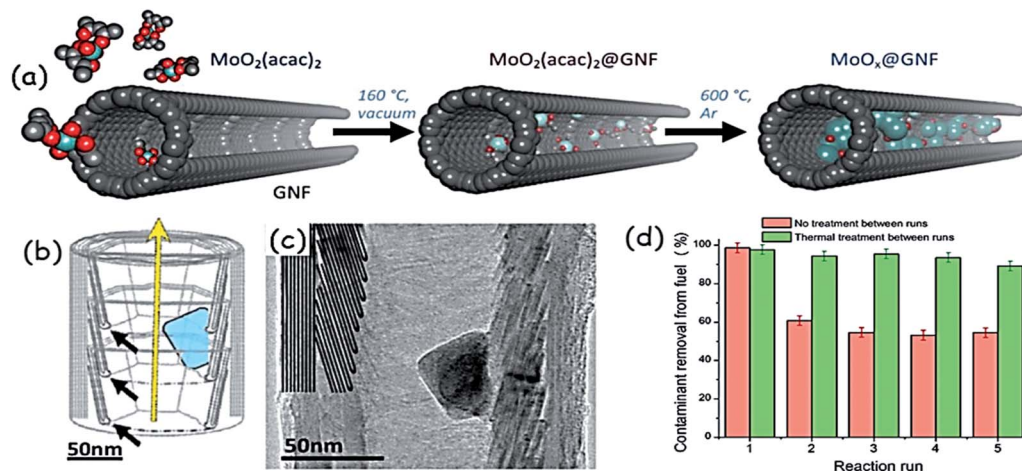 (a)
MoO₂(acac)₂
MoO₂(acac)₂@GNF
MoOₓ@GNF
160 °C,
vacuum
600 °C,
Ar
GNF
(b)
50nm
(c)
50nm
(d)
No treatment between runs
Thermal treatment between runs
Contaminant removal from fuel (%)
100
80
60
40
20
0
1 2 3 4 5
Reaction run